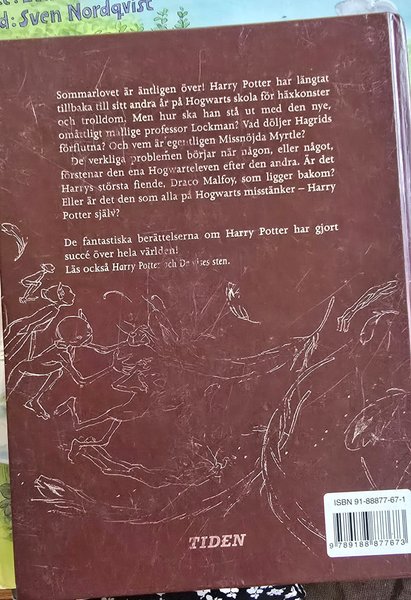 Sven Nordqvist
Sommarlovet är äntligen över! Harry Potter har längtat
tillbaka till sitt andra år på Hogwarts skola för häxkonster
och trolldom. Men hur ska han stå ut med den nye,
omåttligt mallige professor Lockman? Vad döljer Hagrids
förflutna? Och vem är egentligen Missnöjda Myrtle?
De verkliga problemen börjar när någon, eller något,
förstenar den ena Hogwarteleven efter den andra. Är det
Harrys största fiende, Draco Malfoy, som ligger bakom?
Eller är det den som alla på Hogwarts misstänker – Harry
Potter själv?
De fantastiska berättelserna om Harry Potter har gjort
succé över hela världen!
Läs också Harry Potter och De vises sten.
ISBN 91-88877-67-1
9 789188 877673
TIDEN